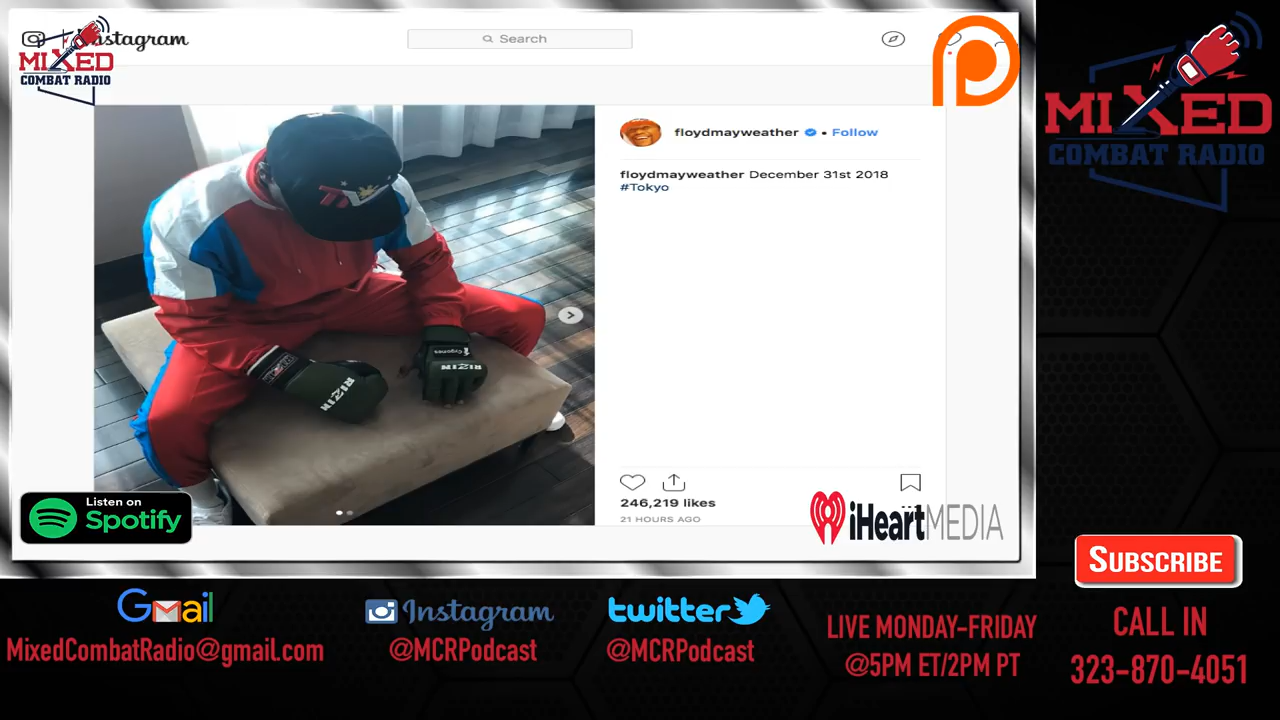 Instagram
Search
MIXED
COMBAT RADIO
MIXED
COMBAT RADIO
floydmayweather • Follow
floydmayweather December 31st 2018
#Tokyo
RIZIN
Cygames
RIZIN
246,219 likes
21 HOURS AGO
Listen on
Spotify
iHeartMEDIA
SUBSCRIBE
Gmail
MixedCombatRadio@gmail.com
Instagram
@MCRPodcast
twitter
@MCRPodcast
LIVE MONDAY-FRIDAY
@5PM ET/2PM PT
CALL IN
323-870-4051